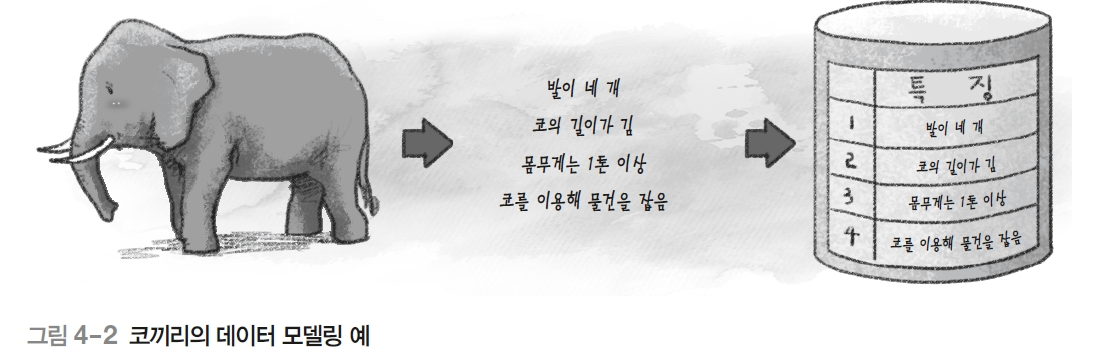 발이 네 개
코의 길이가 김
몸무게는 1톤 이상
코를 이용해 물건을 잡음
특 징
1 발이 네 개
2 코의 길이가 김
3 몸무게는 1톤 이상
4 코를 이용해 물건을 잡음
그림 4-2 코끼리의 데이터 모델링 예